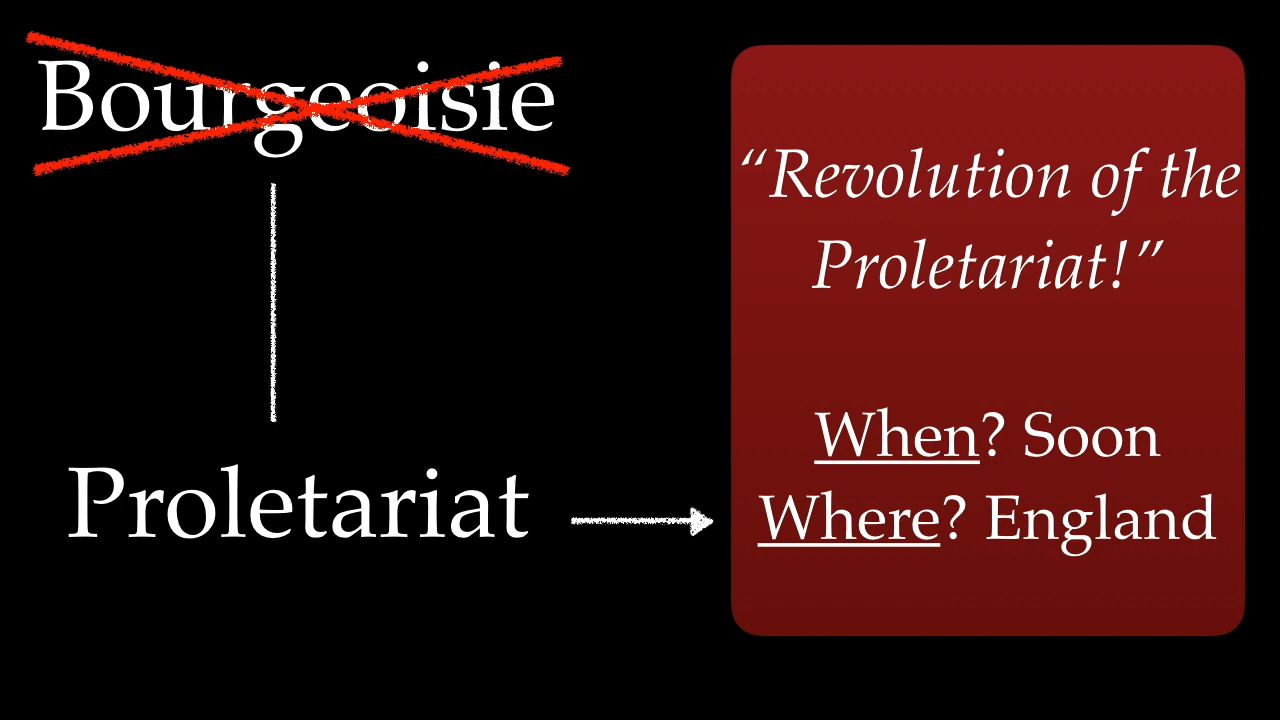 Bourgeoisie
Proletariat
“Revolution of the
Proletariat!”
When? Soon
Where? England